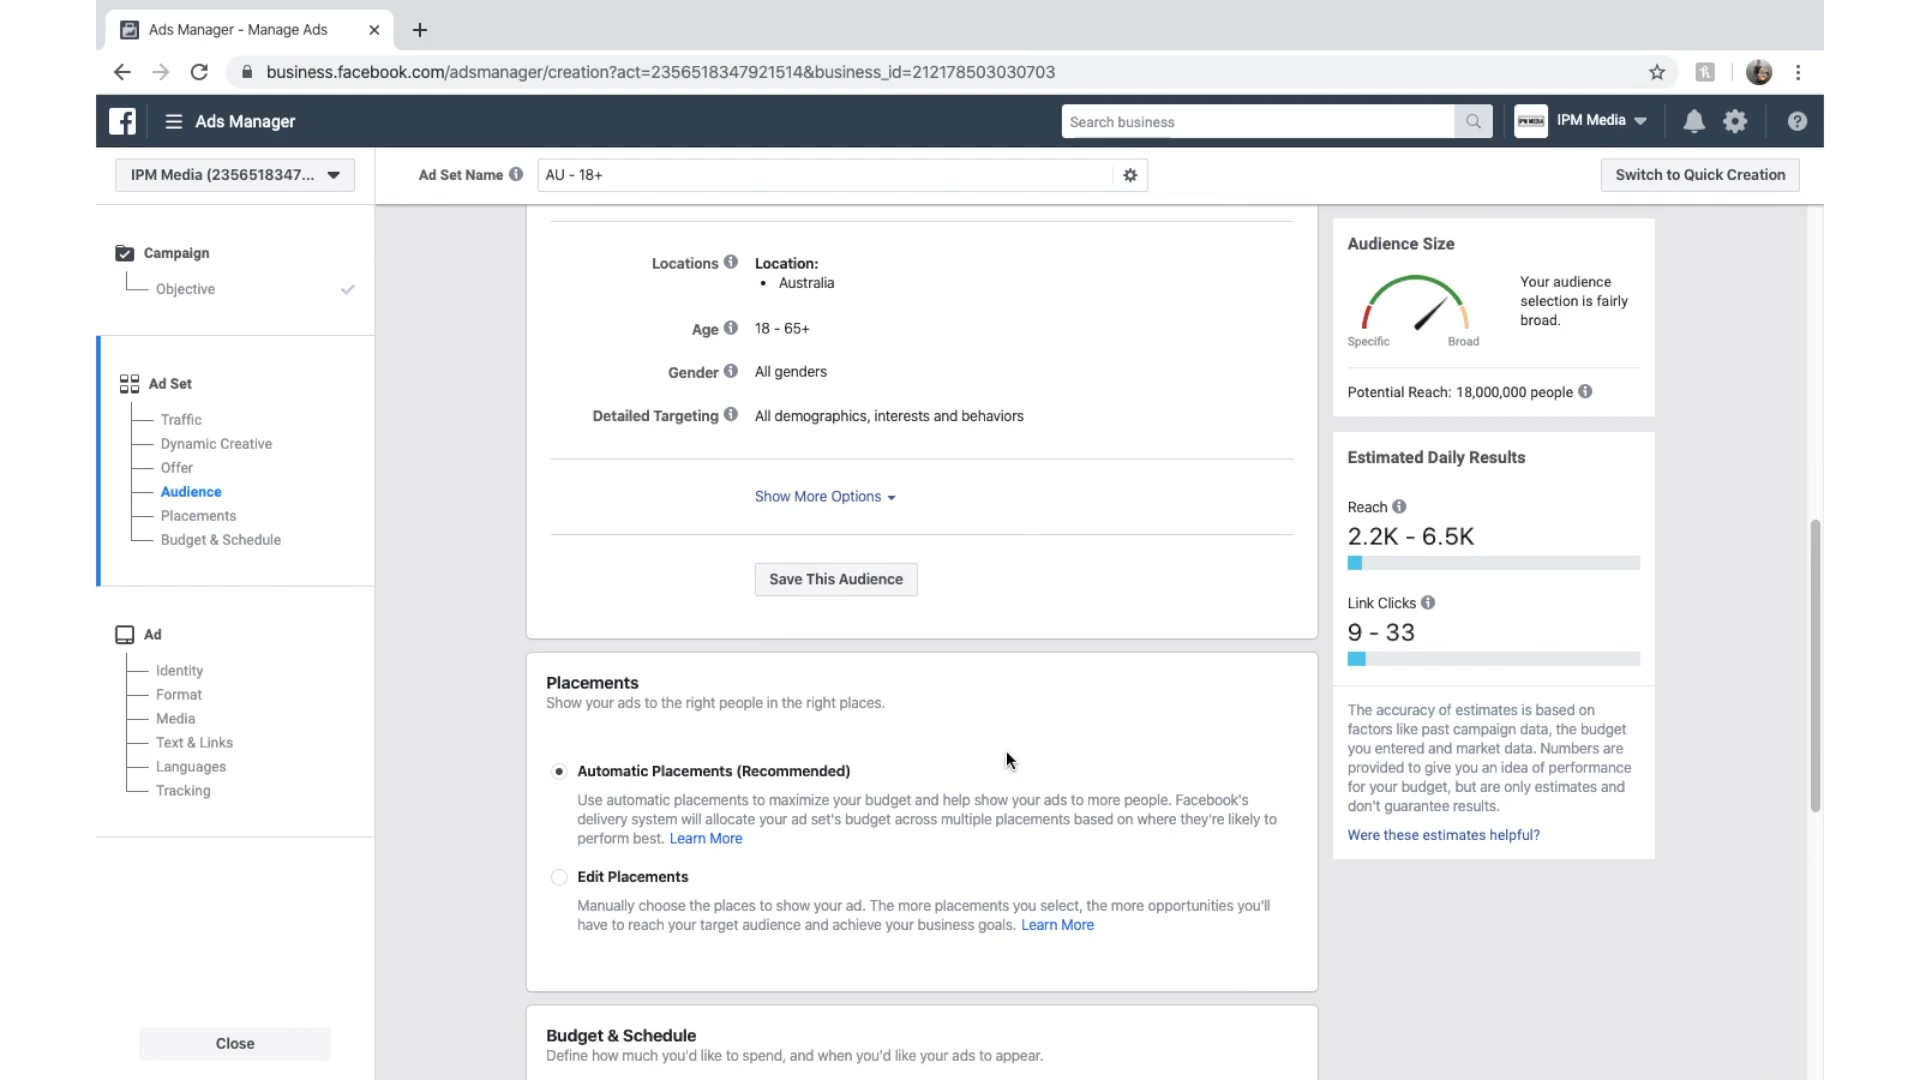 Ads Manager - Manage Ads
business.facebook.com/adsmanager/creation?act=2356518347921514&business_id=212178503030703
Ads Manager
Search business
IPM MEDIA
IPM Media
IPM Media (2356518347...
Ad Set Name
AU - 18+
Switch to Quick Creation
Campaign
Objective
Ad Set
Traffic
Dynamic Creative
Offer
Audience
Placements
Budget & Schedule
Ad
Identity
Format
Media
Text & Links
Languages
Tracking
Close
Locations
Location:
• Australia
Age
18 - 65+
Gender
All genders
Detailed Targeting
All demographics, interests and behaviors
Show More Options
Save This Audience
Placements
Show your ads to the right people in the right places.
Automatic Placements (Recommended)
Use automatic placements to maximize your budget and help show your ads to more people. Facebook's
delivery system will allocate your ad set's budget across multiple placements based on where they're likely to
perform best. Learn More
Edit Placements
Manually choose the places to show your ad. The more placements you select, the more opportunities you'll
have to reach your target audience and achieve your business goals. Learn More
Budget & Schedule
Define how much you'd like to spend, and when you'd like your ads to appear.
Audience Size
Specific
Broad
Your audience
selection is fairly
broad.
Potential Reach: 18,000,000 people
Estimated Daily Results
Reach
2.2K - 6.5K
Link Clicks
9 - 33
The accuracy of estimates is based on
factors like past campaign data, the budget
you entered and market data. Numbers are
provided to give you an idea of performance
for your budget, but are only estimates and
don't guarantee results.
Were these estimates helpful?